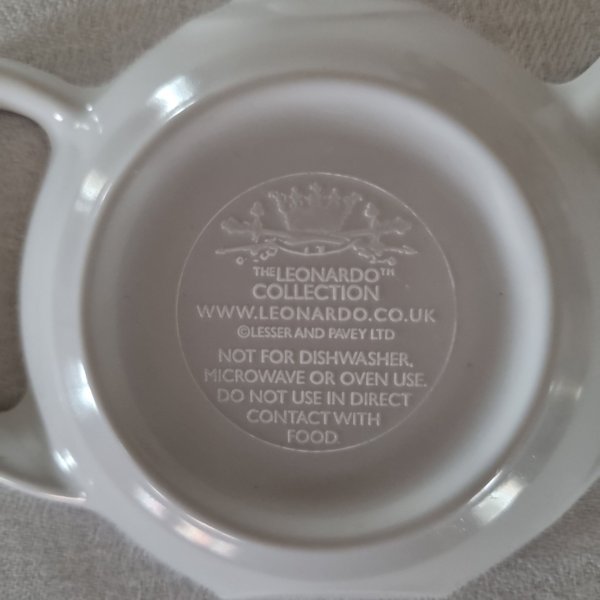 THE LEONARDO™
COLLECTION
WWW.LEONARDO.CO.UK
©LESSER AND PAVEY LTD
NOT FOR DISHWASHER,
MICROWAVE OR OVEN USE.
DO NOT USE IN DIRECT
CONTACT WITH
FOOD.